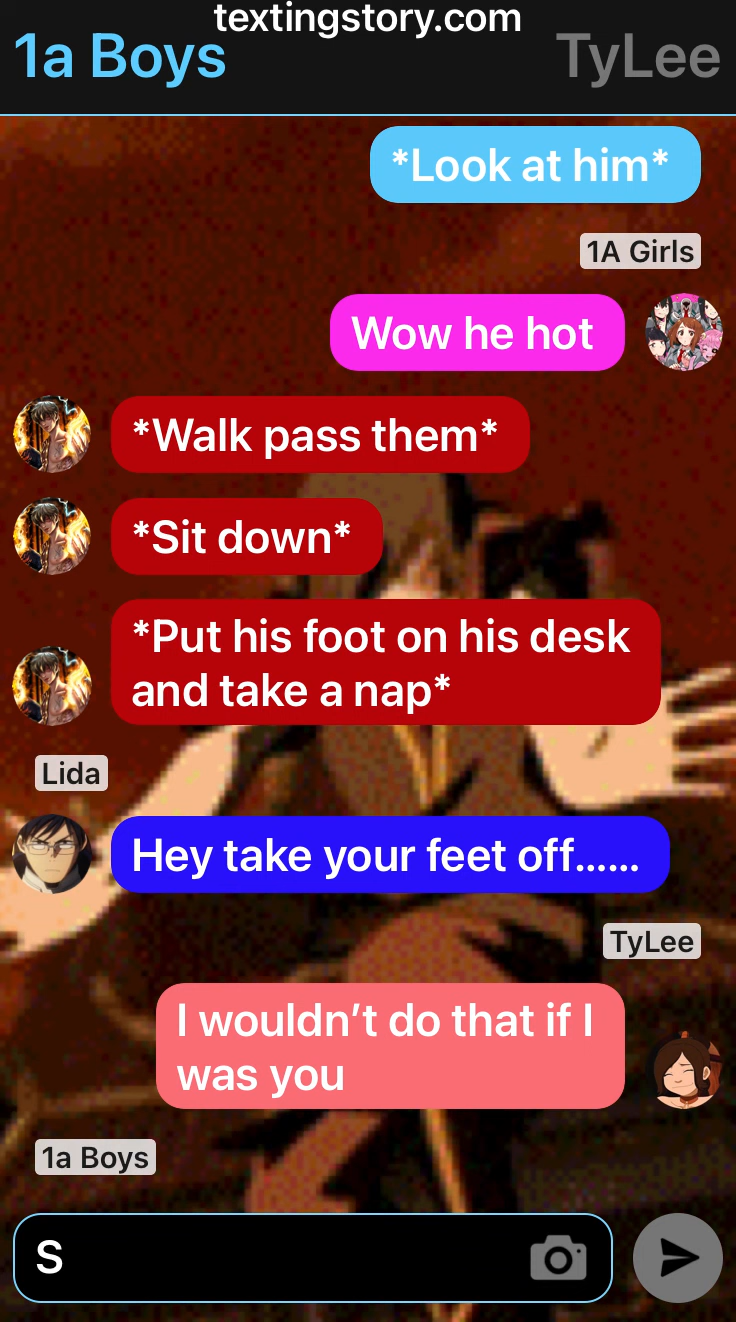 textingstory.com
1a Boys
TyLee
*Look at him*
1A Girls
Wow he hot
*Walk pass them*
*Sit down*
*Put his foot on his desk
and take a nap*
Lida
Hey take your feet off......
TyLee
I wouldn't do that if I
was you
1a Boys
S